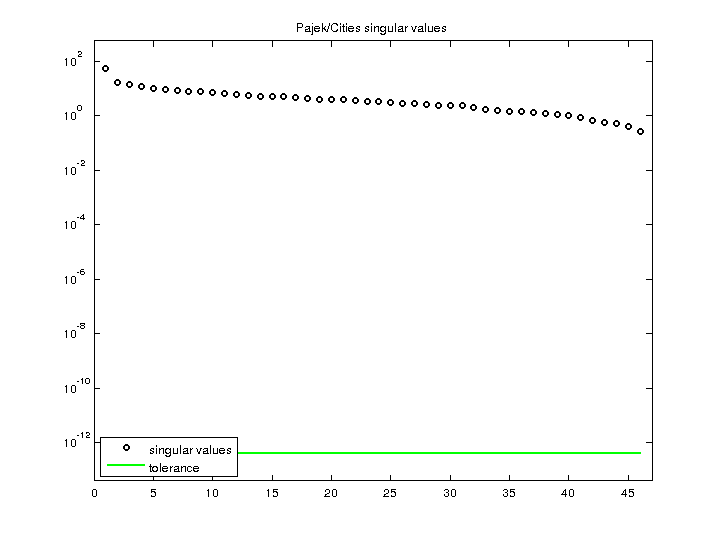 Pajek/Cities singular values
10^2
10^0
10^-2
10^-4
10^-6
10^-8
10^-10
10^-12
singular values
tolerance
0 5 10 15 20 25 30 35 40 45